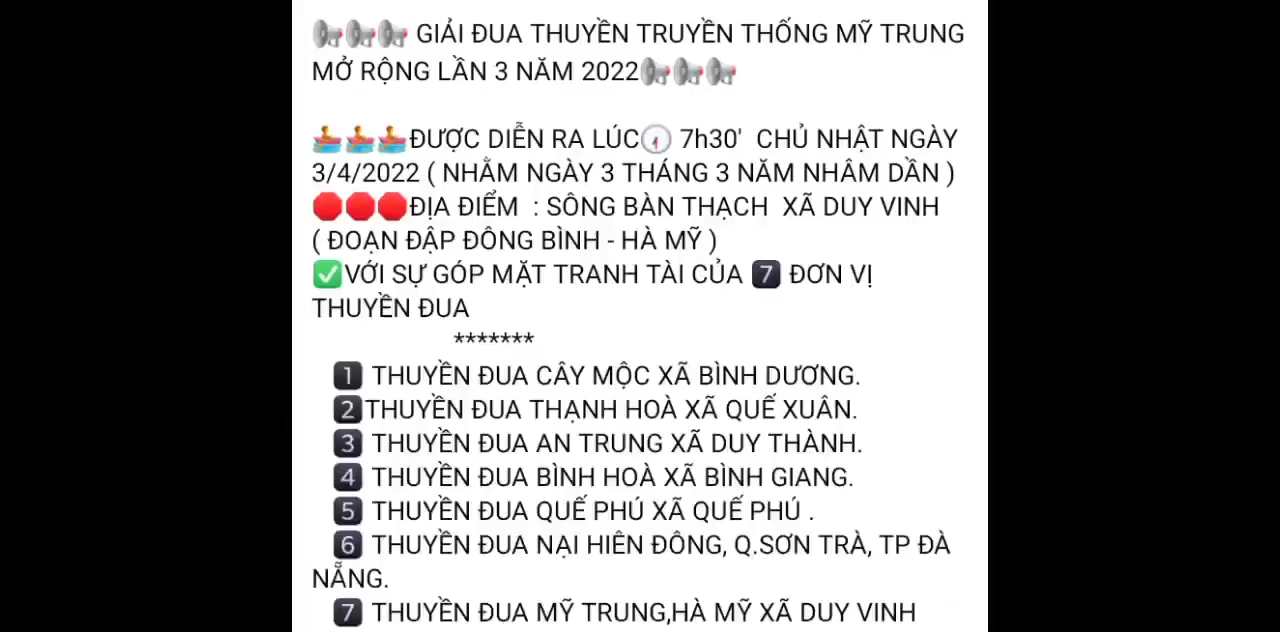 📢📢📢 GIẢI ĐUA THUYỀN TRUYỀN THỐNG MỸ TRUNG
MỞ RỘNG LẦN 3 NĂM 2022📢📢📢
🚣🚣🚣ĐƯỢC DIỄN RA LÚC🕢 7h30' CHỦ NHẬT NGÀY
3/4/2022 ( NHẰM NGÀY 3 THÁNG 3 NĂM NHÂM DẦN )
🛑🛑🛑ĐỊA ĐIỂM : SÔNG BÀN THẠCH XÃ DUY VINH
( ĐOẠN ĐẬP ĐÔNG BÌNH - HÀ MỸ )
✅VỚI SỰ GÓP MẶT TRANH TÀI CỦA 7️⃣ ĐƠN VỊ
THUYỀN ĐUA
*******
1️⃣ THUYỀN ĐUA CÂY MỘC XÃ BÌNH DƯƠNG.
2️⃣THUYỀN ĐUA THẠNH HOÀ XÃ QUẾ XUÂN.
3️⃣ THUYỀN ĐUA AN TRUNG XÃ DUY THÀNH.
4️⃣ THUYỀN ĐUA BÌNH HOÀ XÃ BÌNH GIANG.
5️⃣ THUYỀN ĐUA QUẾ PHÚ XÃ QUẾ PHÚ .
6️⃣ THUYỀN ĐUA NẠI HIÊN ĐÔNG, Q.SƠN TRÀ, TP ĐÀ
NẴNG.
7️⃣ THUYỀN ĐUA MỸ TRUNG,HÀ MỸ XÃ DUY VINH